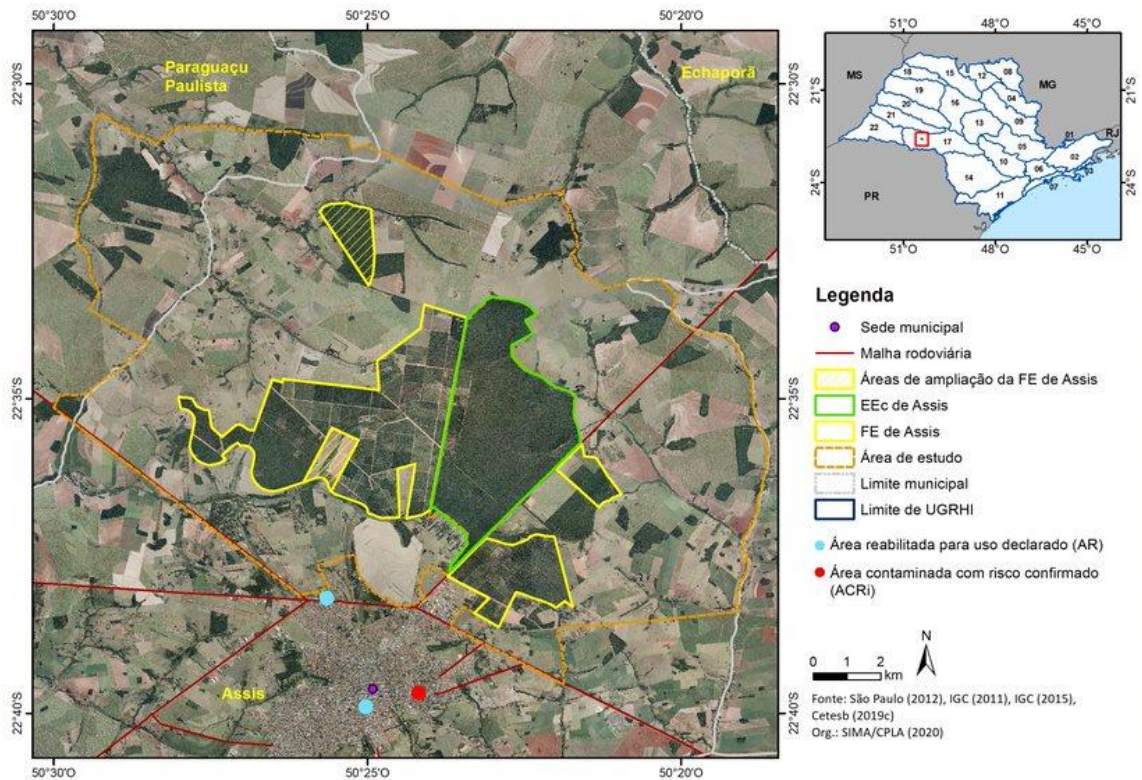 50°30'O
50°25'O
50°20'O
22°30'S
22°30'S
Paraguaçu
Paulista
Echaporã
22°35'S
22°35'S
Assis
22°40'S
22°40'S
50°30'O
50°25'O
50°20'O
51°O
48°O
45°O
21°S
21°S
24°S
24°S
MS
MG
RJ
PR
18
15
12
08
19
04
20
16
21
13
09
22
17
05
01
10
02
06
03
14
07
11
51°O
48°O
45°O
Legenda
Sede municipal
Malha rodoviária
Áreas de ampliação da FE de Assis
EEc de Assis
FE de Assis
Área de estudo
Limite municipal
Limite de UGRHI
Área reabilitada para uso declarado (AR)
Área contaminada com risco confirmado
(ACRi)
N
0 1 2
km
Fonte: São Paulo (2012), IGC (2011), IGC (2015),
Cetesb (2019c)
Org.: SIMA/CPLA (2020)